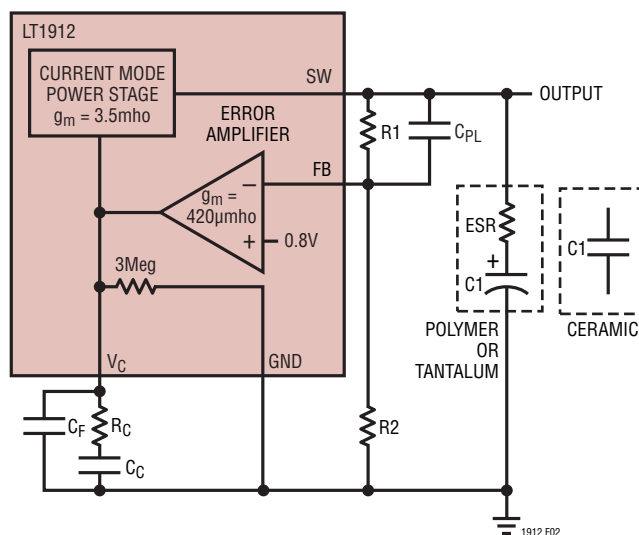 LT1912
CURRENT MODE
POWER STAGE
gm = 3.5mho
SW
OUTPUT
ERROR
AMPLIFIER
R1
CPL
FB
gm =
420µmho
–
+
0.8V
ESR
+
C1
C1
3Meg
POLYMER
OR
TANTALUM
CERAMIC
VC
GND
CF
RC
R2
CC
1912 F02